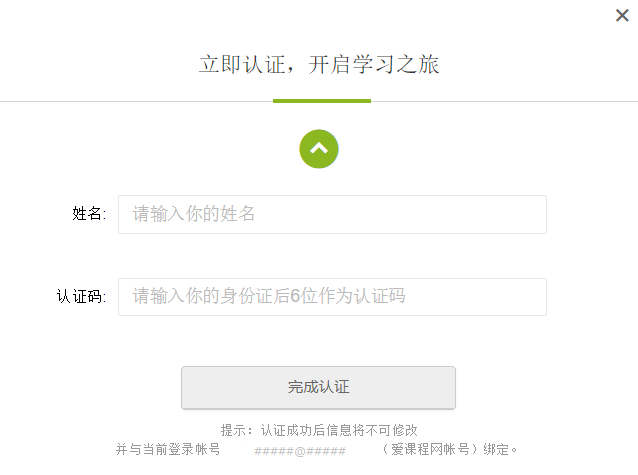 立即认证，开启学习之旅
姓名: 请输入你的姓名
认证码: 请输入你的身份证后6位作为认证码
完成认证
提示：认证成功后信息将不可修改
并与当前登录帐号 #####@##### （爱课程网帐号）绑定。